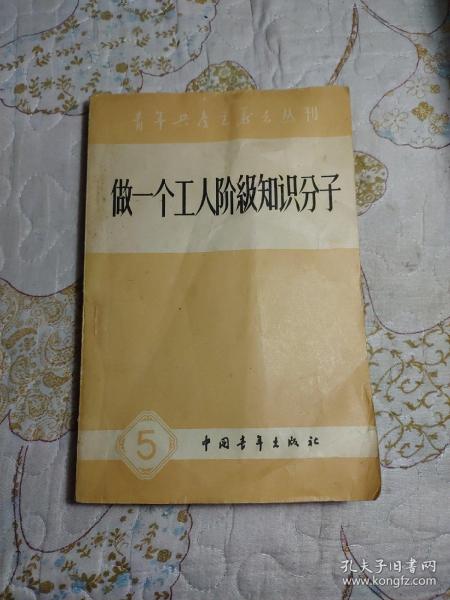 青年共产主义者丛刊
做一个工人阶級知识分子
5
中国青年出版社
孔夫子旧书网
www.kongfz.com